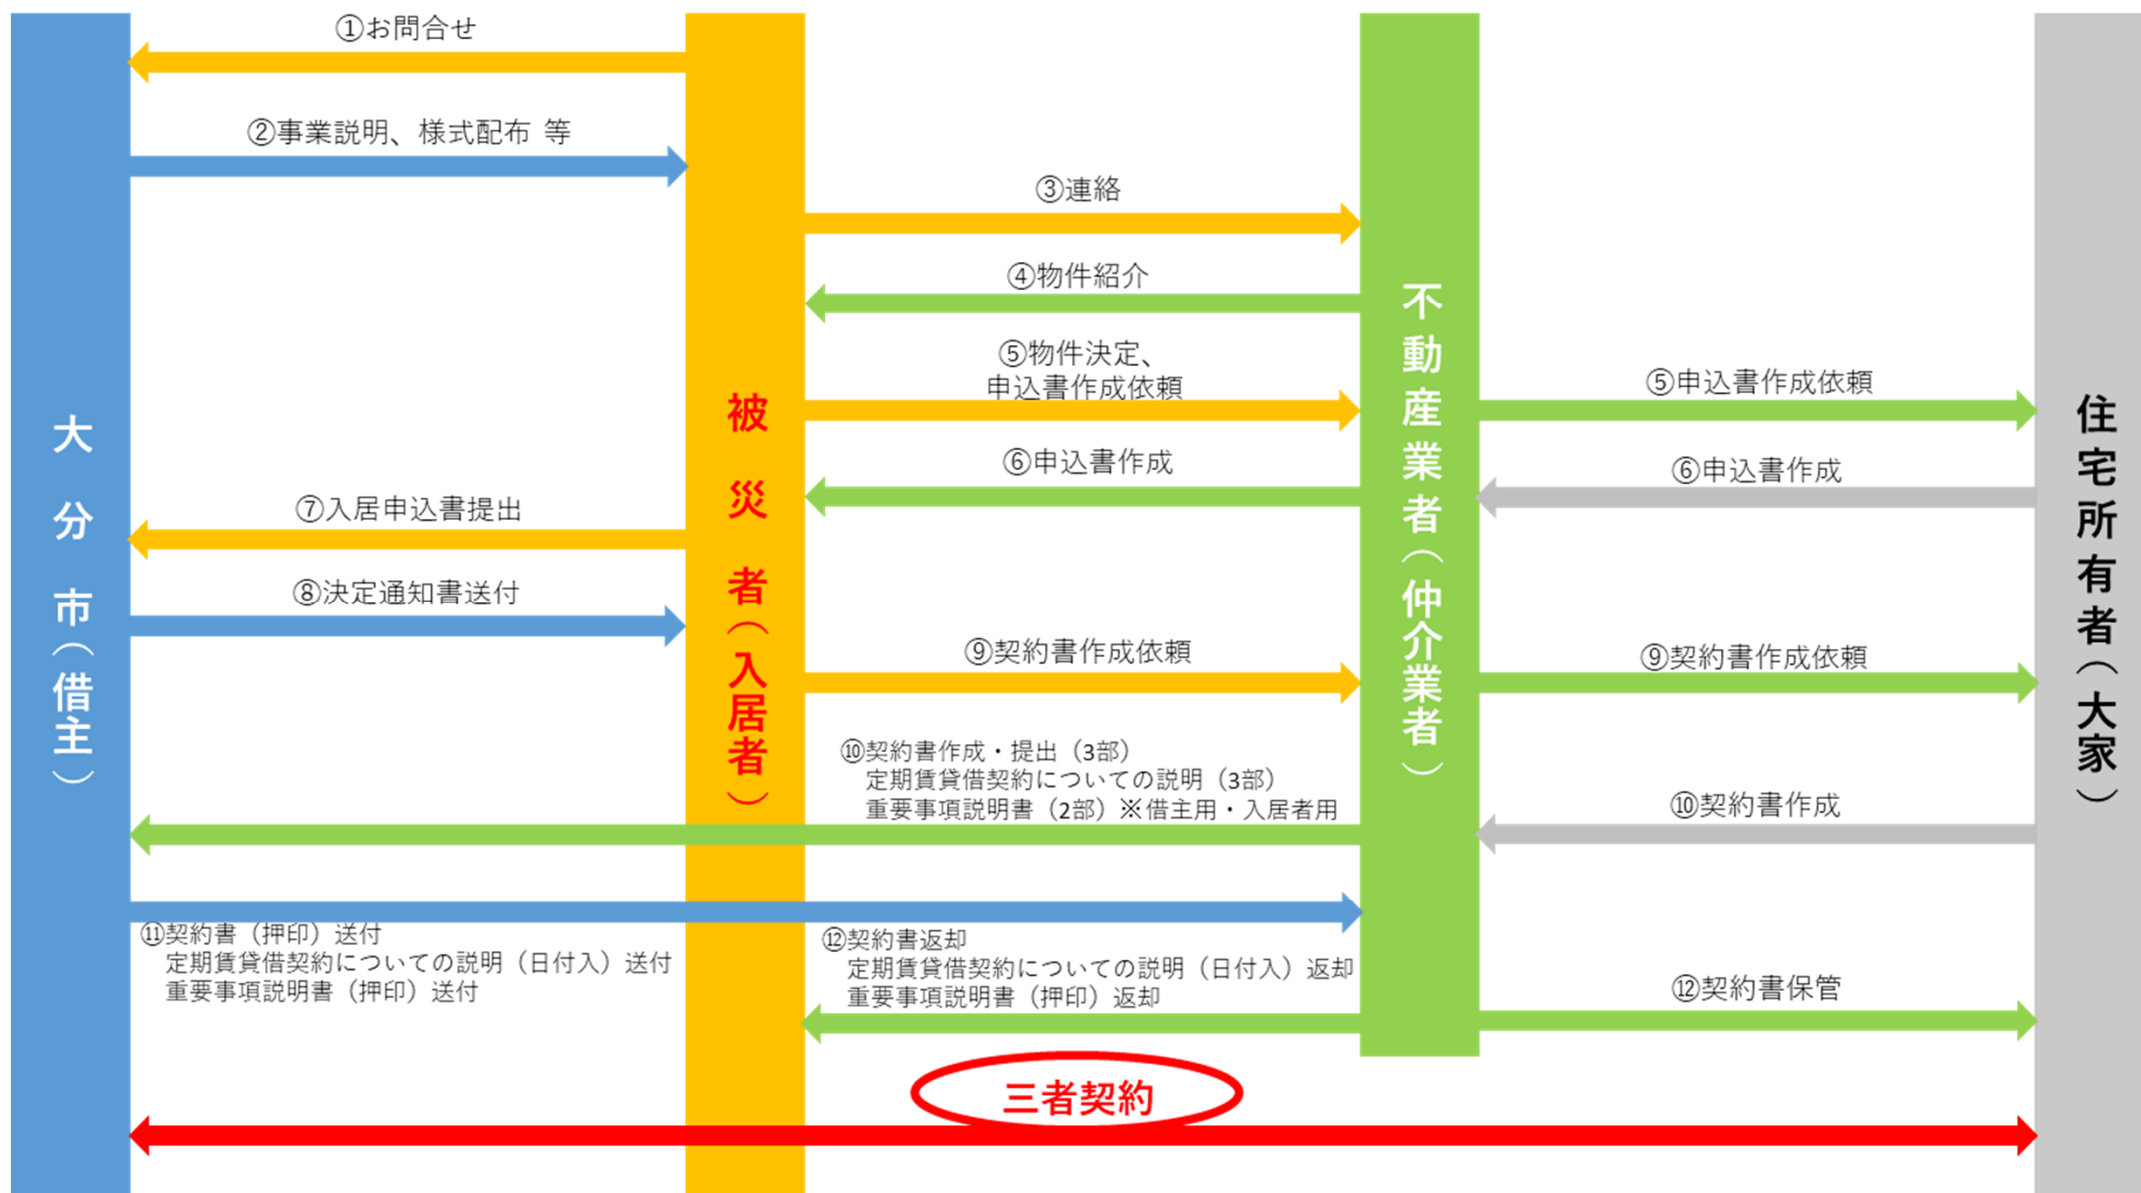 ①お問合せ
②事業説明、様式配布 等
③連絡
④物件紹介
⑤物件決定、
申込書作成依頼
⑤申込書作成依頼
⑥申込書作成
⑥申込書作成
⑦入居申込書提出
⑧決定通知書送付
⑨契約書作成依頼
⑨契約書作成依頼
⑩契約書作成・提出（3部）
定期賃貸借契約についての説明（3部）
重要事項説明書（2部）※借主用・入居者用
⑩契約書作成
⑪契約書（押印）送付
定期賃貸借契約についての説明（日付入）送付
重要事項説明書（押印）送付
⑫契約書返却
定期賃貸借契約についての説明（日付入）返却
重要事項説明書（押印）返却
⑫契約書保管
三者契約
大分市（借主）
被災者（入居者）
不動産業者（仲介業者）
住宅所有者（大家）